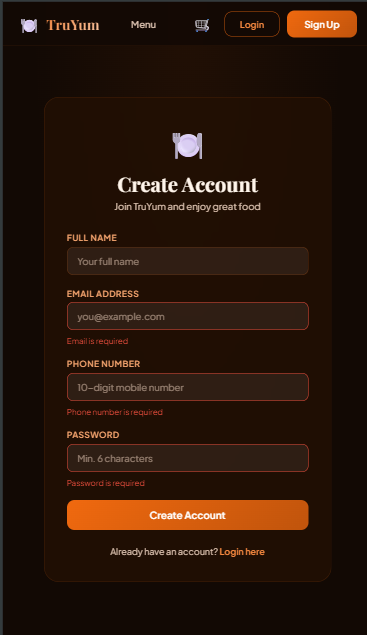 TruYum
Menu
Login
Sign Up
Create Account
Join TruYum and enjoy great food
FULL NAME
Your full name
EMAIL ADDRESS
you@example.com
Email is required
PHONE NUMBER
10-digit mobile number
Phone number is required
PASSWORD
Min. 6 characters
Password is required
Create Account
Already have an account? Login here